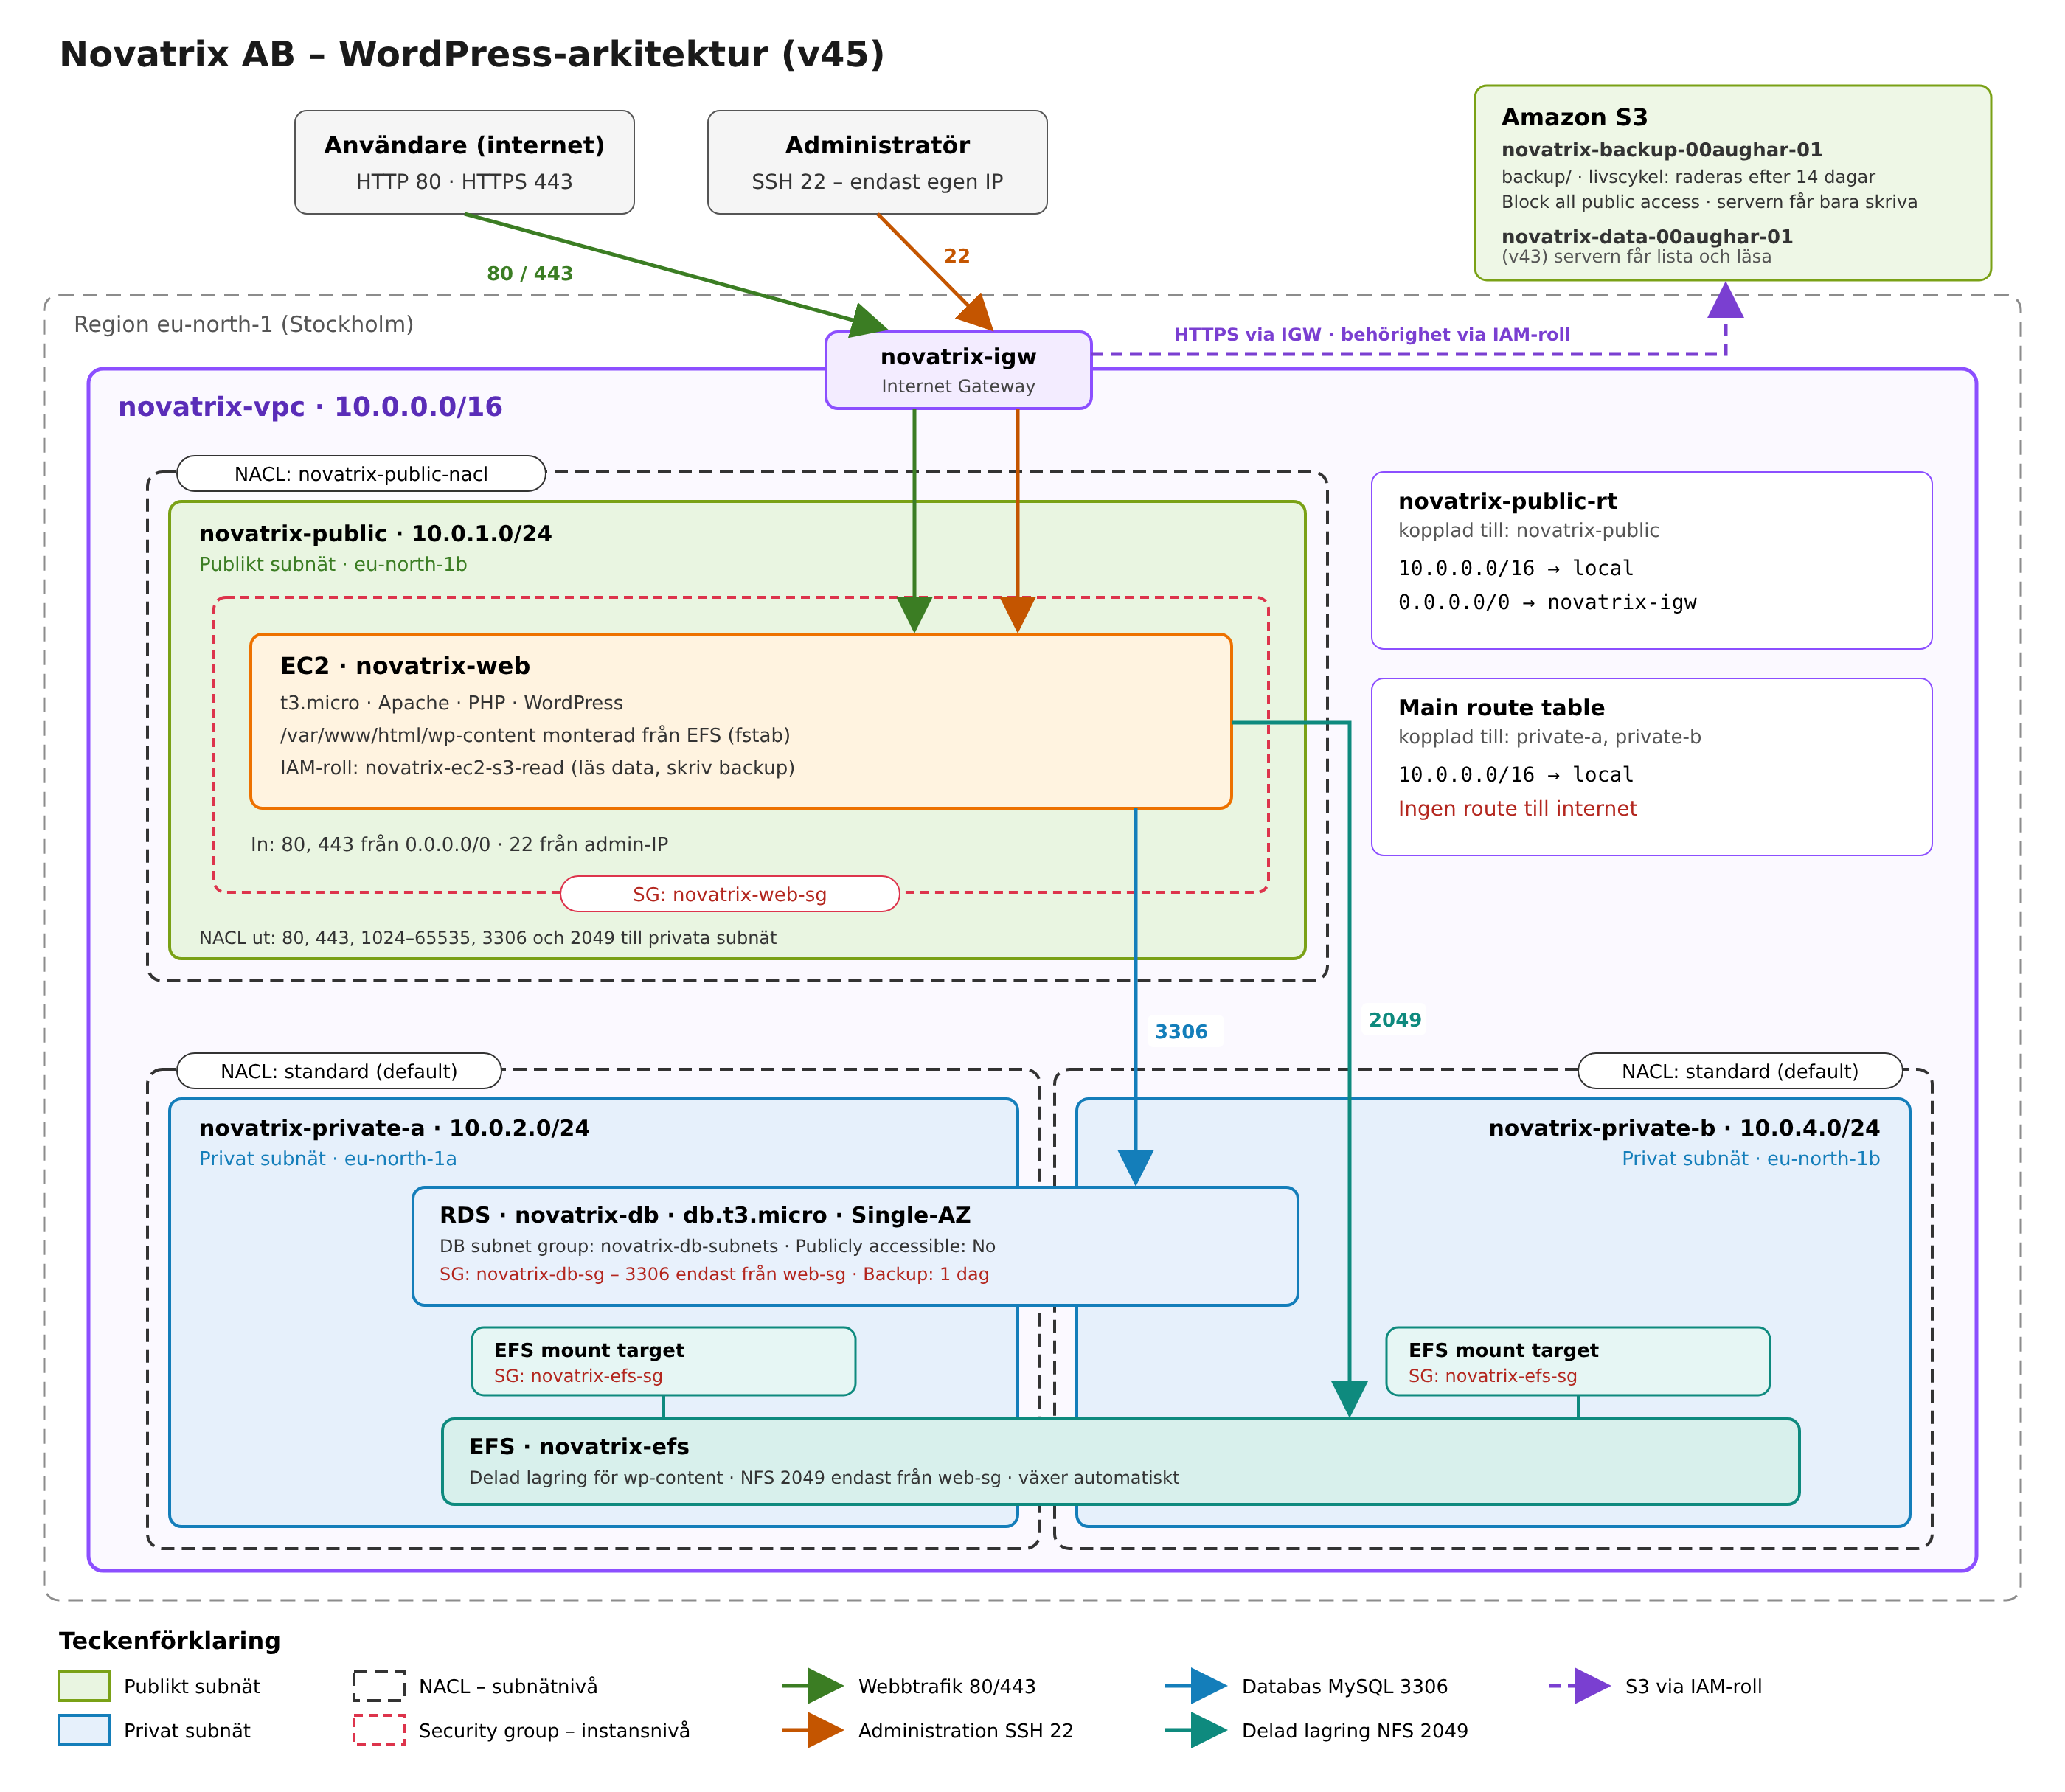 Novatrix AB – WordPress-arkitektur (v45)
Användare (internet)
HTTP 80 · HTTPS 443
Administratör
SSH 22 – endast egen IP
Amazon S3
novatrix-backup-00aughar-01
backup/ · livscykel: raderas efter 14 dagar
Block all public access · servern får bara skriva
novatrix-data-00aughar-01
(v43) servern får lista och läsa
80 / 443
22
Region eu-north-1 (Stockholm)
HTTPS via IGW · behörighet via IAM-roll
novatrix-igw
Internet Gateway
novatrix-vpc · 10.0.0.0/16
NACL: novatrix-public-nacl
novatrix-public · 10.0.1.0/24
Publikt subnät · eu-north-1b
EC2 · novatrix-web
t3.micro · Apache · PHP · WordPress
/var/www/html/wp-content monterad från EFS (fstab)
IAM-roll: novatrix-ec2-s3-read (läs data, skriv backup)
In: 80, 443 från 0.0.0.0/0 · 22 från admin-IP
SG: novatrix-web-sg
NACL ut: 80, 443, 1024–65535, 3306 och 2049 till privata subnät
novatrix-public-rt
kopplad till: novatrix-public
10.0.0.0/16 → local
0.0.0.0/0 → novatrix-igw
Main route table
kopplad till: private-a, private-b
10.0.0.0/16 → local
Ingen route till internet
3306
2049
NACL: standard (default)
novatrix-private-a · 10.0.2.0/24
Privat subnät · eu-north-1a
NACL: standard (default)
novatrix-private-b · 10.0.4.0/24
Privat subnät · eu-north-1b
RDS · novatrix-db · db.t3.micro · Single-AZ
DB subnet group: novatrix-db-subnets · Publicly accessible: No
SG: novatrix-db-sg – 3306 endast från web-sg · Backup: 1 dag
EFS mount target
SG: novatrix-efs-sg
EFS mount target
SG: novatrix-efs-sg
EFS · novatrix-efs
Delad lagring för wp-content · NFS 2049 endast från web-sg · växer automatiskt
Teckenförklaring
Publikt subnät
NACL – subnätnivå
Webbtrafik 80/443
Databas MySQL 3306
S3 via IAM-roll
Privat subnät
Security group – instansnivå
Administration SSH 22
Delad lagring NFS 2049